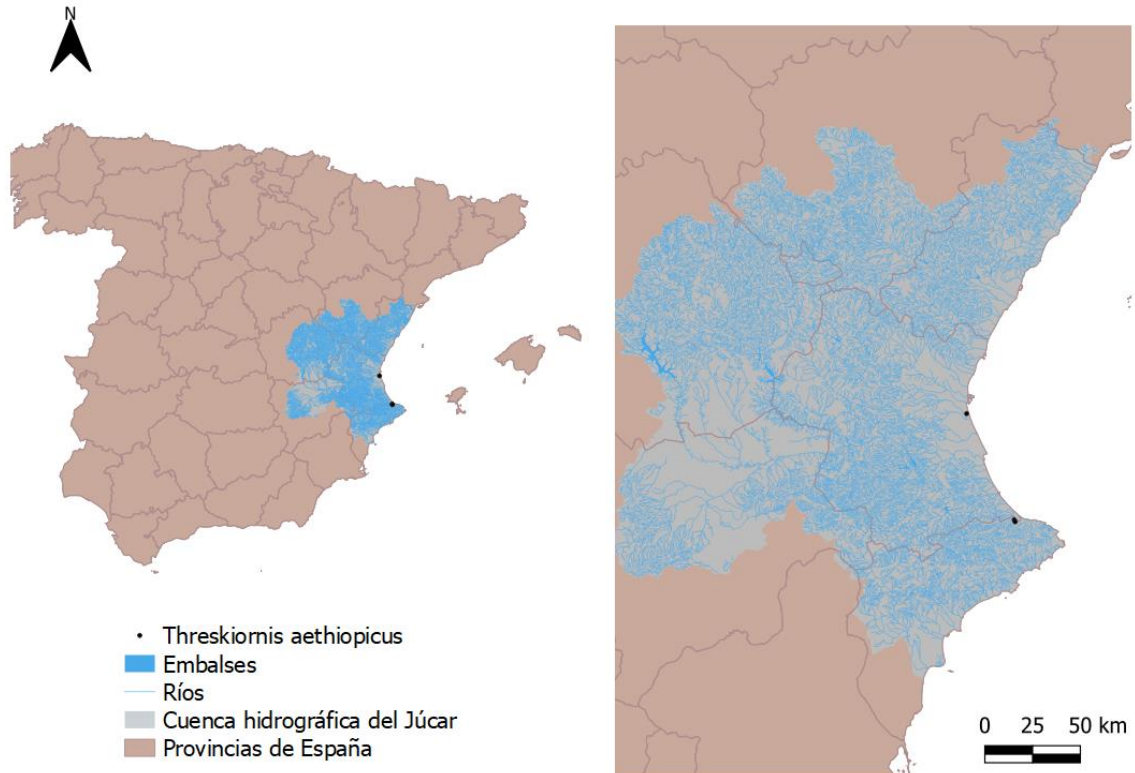 N
Threskiornis aethiopicus
Embalses
Ríos
Cuenca hidrográfica del Júcar
Provincias de España
0 25 50 km